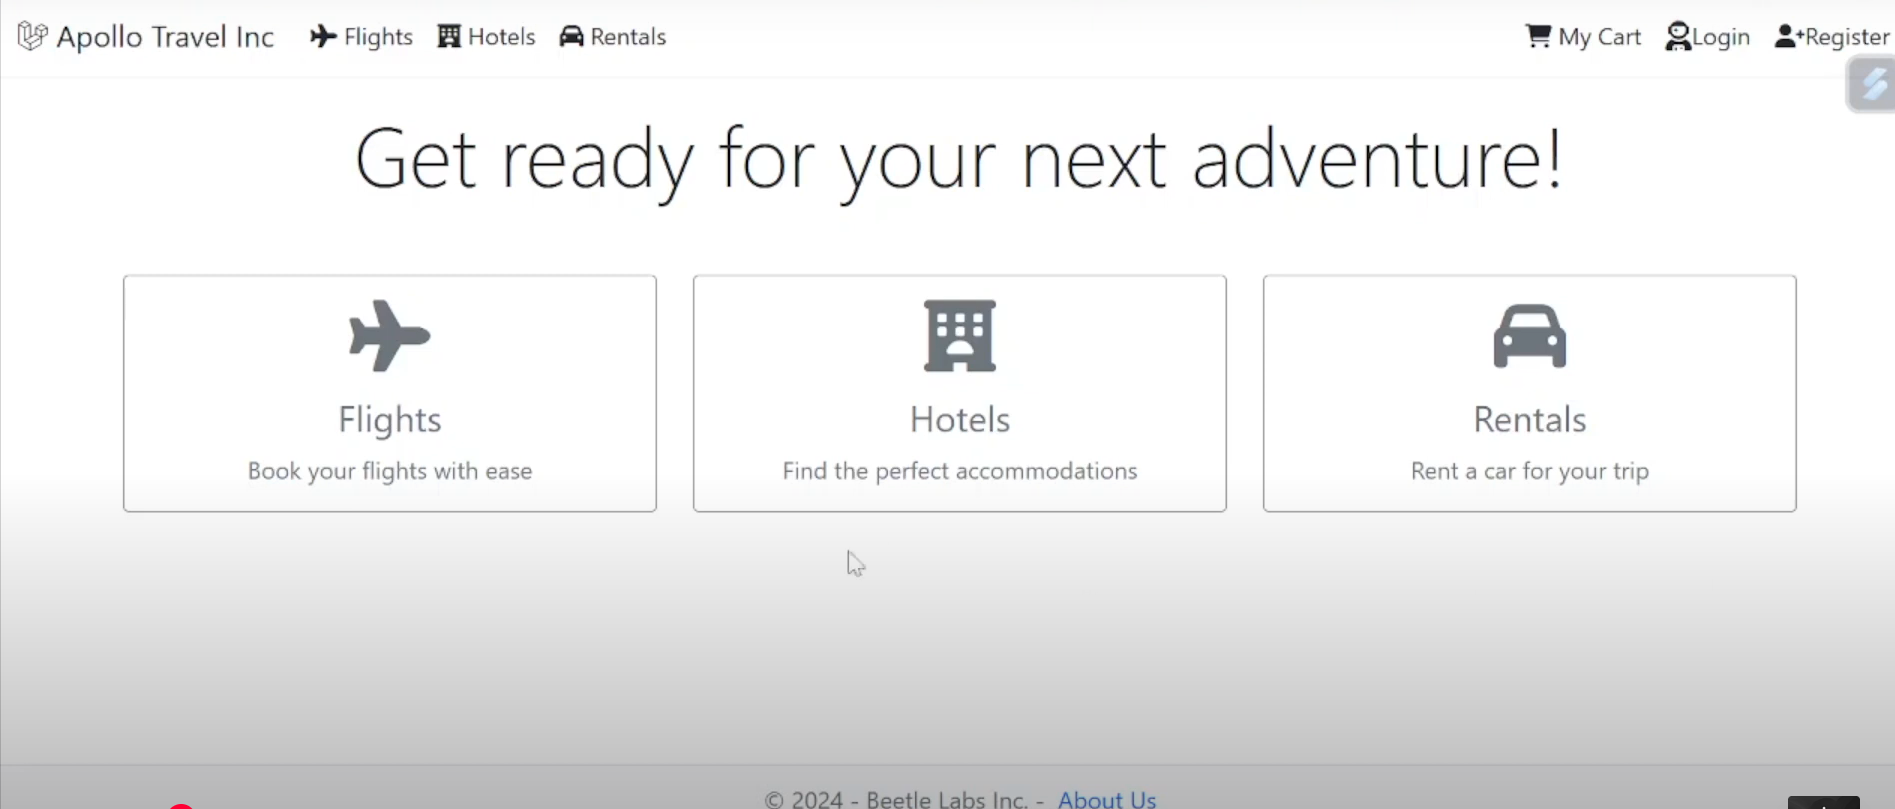 Apollo Travel Inc Flights Hotels Rentals My Cart Login Register
Get ready for your next adventure!
Flights
Book your flights with ease
Hotels
Find the perfect accommodations
Rentals
Rent a car for your trip
© 2024 - Beetle Labs Inc. - About Us